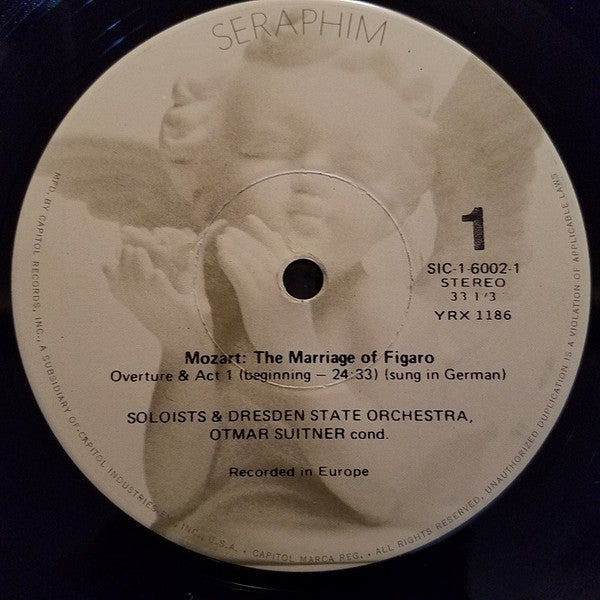 SERAPHIM
1
SIC-1-6002-1
STEREO
33 1/3
YRX 1186
Mozart: The Marriage of Figaro
Overture & Act 1 (beginning – 24:33) (sung in German)
SOLOISTS & DRESDEN STATE ORCHESTRA,
OTMAR SUITNER cond.
Recorded in Europe
MFD. BY CAPITOL RECORDS, INC., A SUBSIDIARY OF CAPITOL INDUSTRIES INC., U.S.A. • CAPITOL MARCA REG. • ALL RIGHTS RESERVED. UNAUTHORIZED DUPLICATION IS A VIOLATION OF APPLICABLE LAWS